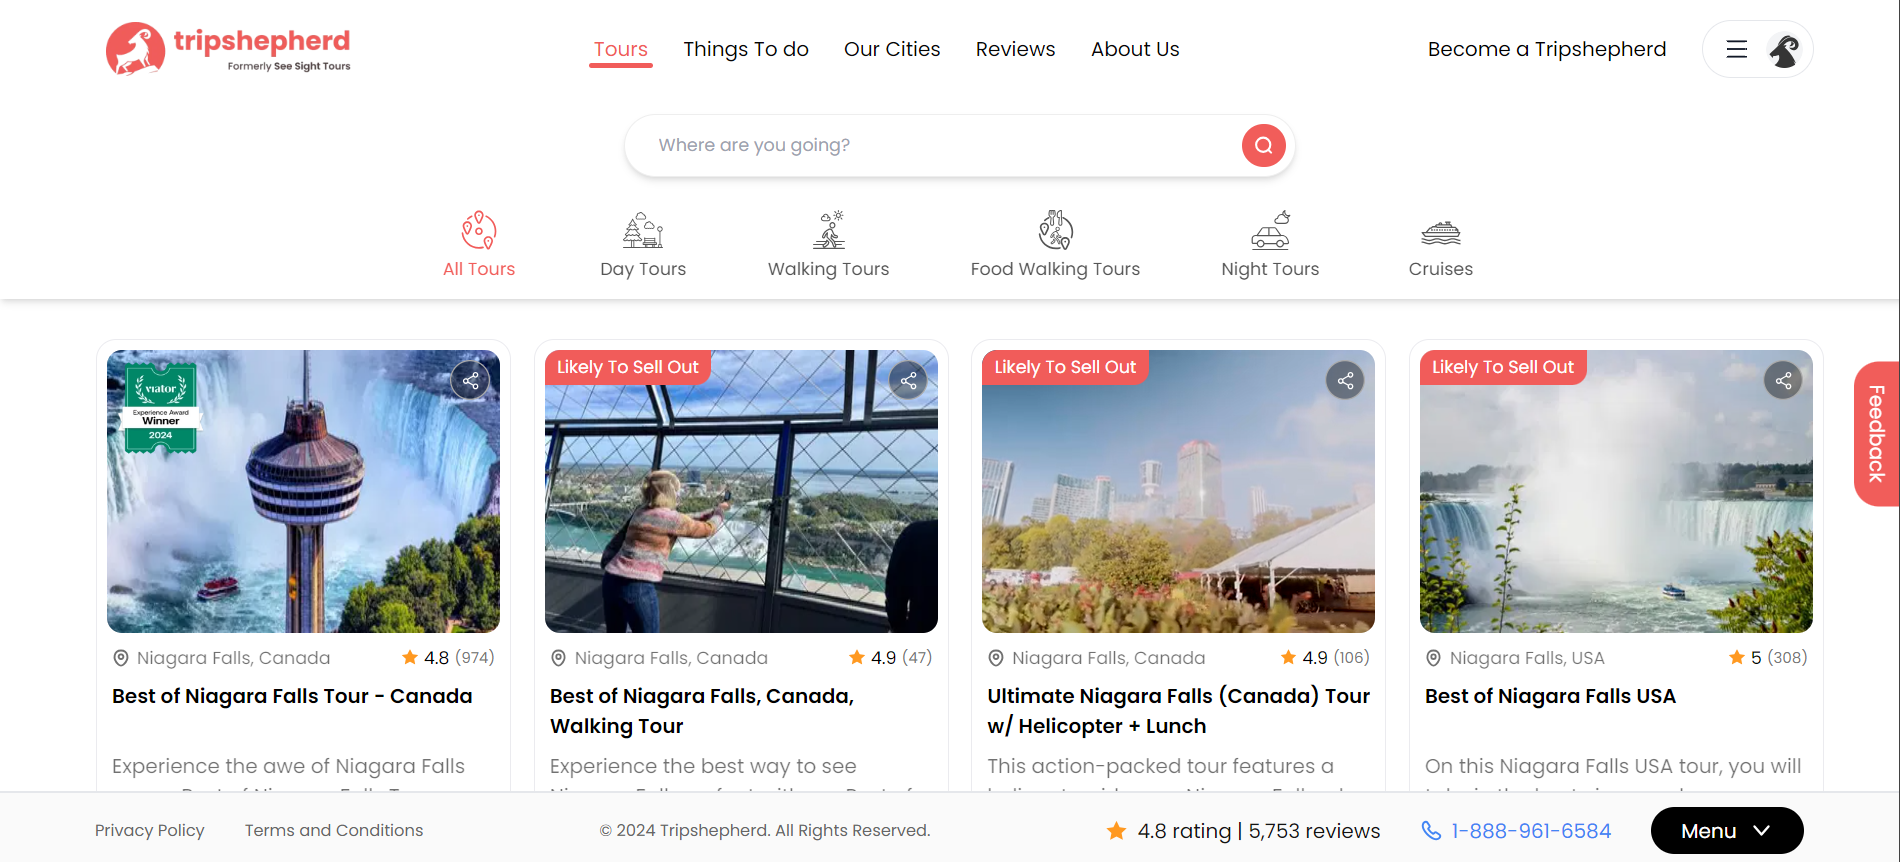 tripshepherd
Formerly See Sight Tours
Tours
Things To do
Our Cities
Reviews
About Us
Become a Tripshepherd
Where are you going?
All Tours
Day Tours
Walking Tours
Food Walking Tours
Night Tours
Cruises
viator
Experience Award
Winner
2024
Niagara Falls, Canada
4.8 (974)
Best of Niagara Falls Tour - Canada
Experience the awe of Niagara Falls
Likely To Sell Out
Niagara Falls, Canada
4.9 (47)
Best of Niagara Falls, Canada,
Walking Tour
Experience the best way to see
Likely To Sell Out
Niagara Falls, Canada
4.9 (106)
Ultimate Niagara Falls (Canada) Tour
w/ Helicopter + Lunch
This action-packed tour features a
Likely To Sell Out
Niagara Falls, USA
5 (308)
Best of Niagara Falls USA
On this Niagara Falls USA tour, you will
Feedback
Privacy Policy
Terms and Conditions
© 2024 Tripshepherd. All Rights Reserved.
4.8 rating | 5,753 reviews
1-888-961-6584
Menu